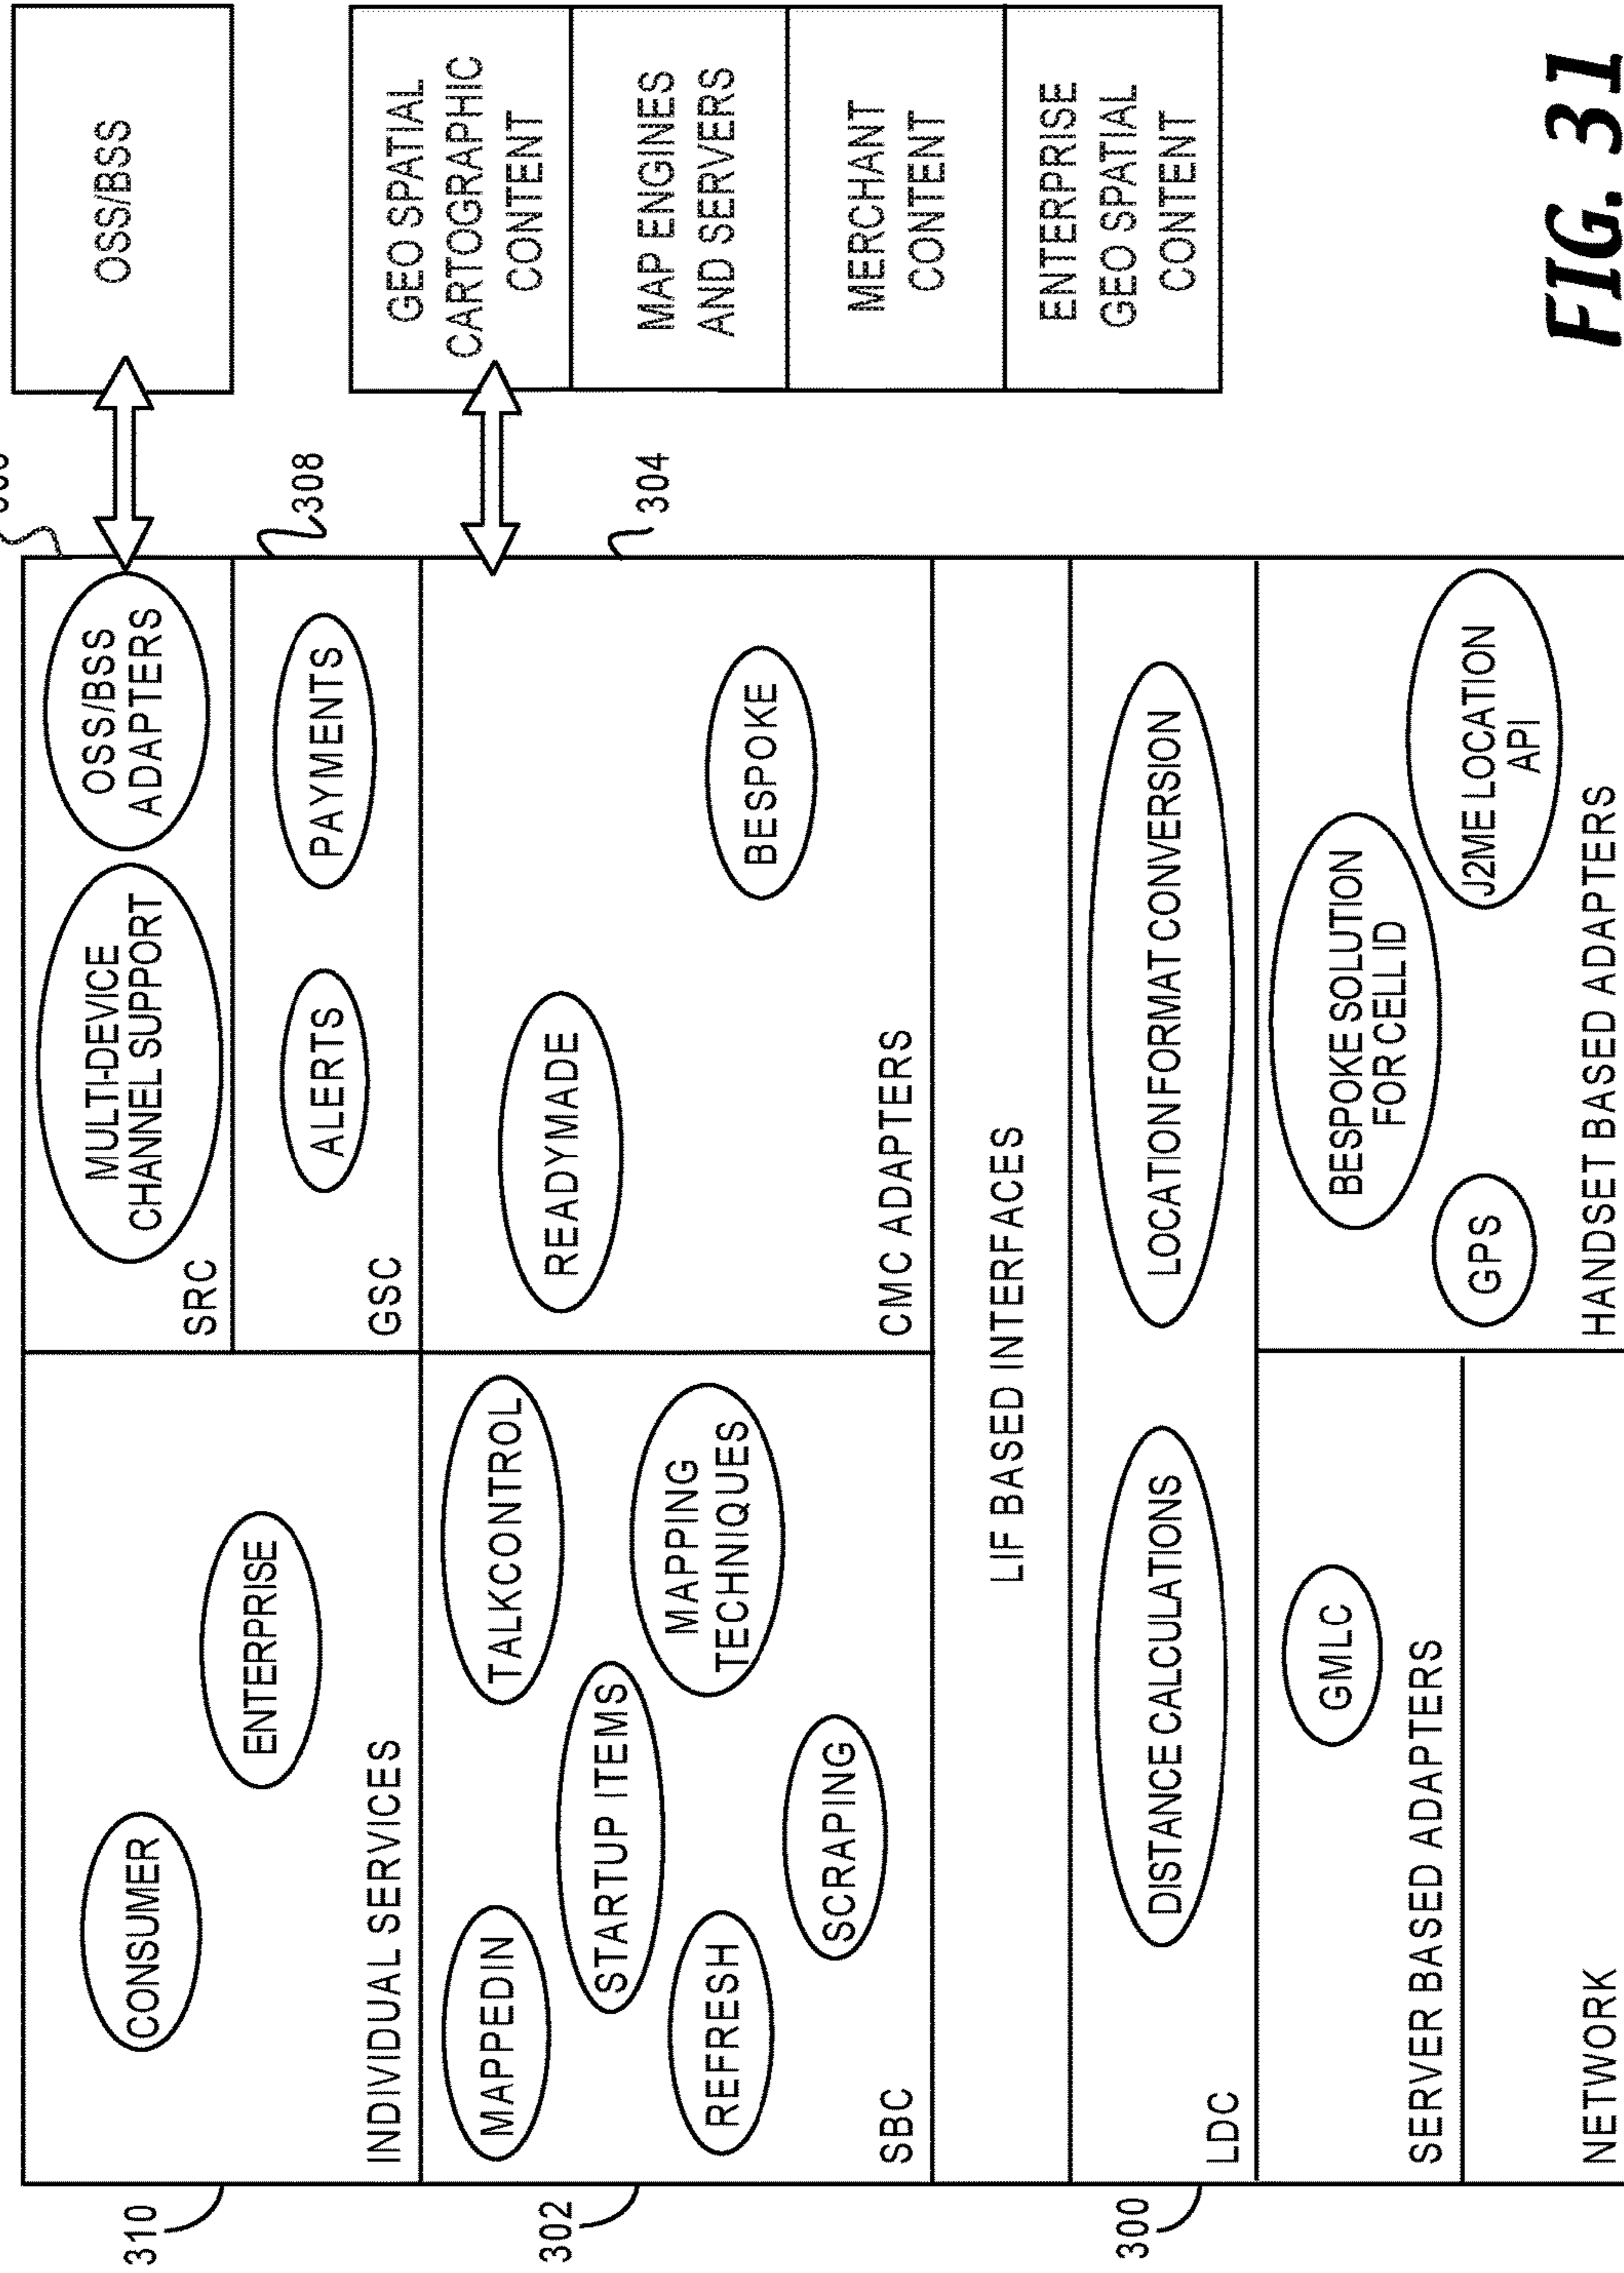 310
CONSUMER
ENTERPRISE
INDIVIDUAL SERVICES
MULTI-DEVICE
CHANNEL SUPPORT
OSS/BSS
ADAPTERS
SRC
OSS/BSS
308
ALERTS
PAYMENTS
GSC
302
MAPPEDIN
TALKCONTROL
STARTUP ITEMS
REFRESH
MAPPING
TECHNIQUES
SCRAPING
SBC
304
READYMADE
BESPOKE
CMC ADAPTERS
GEO SPATIAL
CARTOGRAPHIC
CONTENT
MAP ENGINES
AND SERVERS
MERCHANT
CONTENT
ENTERPRISE
GEO SPATIAL
CONTENT
LIF BASED INTERFACES
300
DISTANCE CALCULATIONS
LOCATION FORMAT CONVERSION
LDC
GMLC
SERVER BASED ADAPTERS
BESPOKE SOLUTION
FOR CELL ID
GPS
J2ME LOCATION
API
NETWORK
HANDSET BASED ADAPTERS
FIG. 31